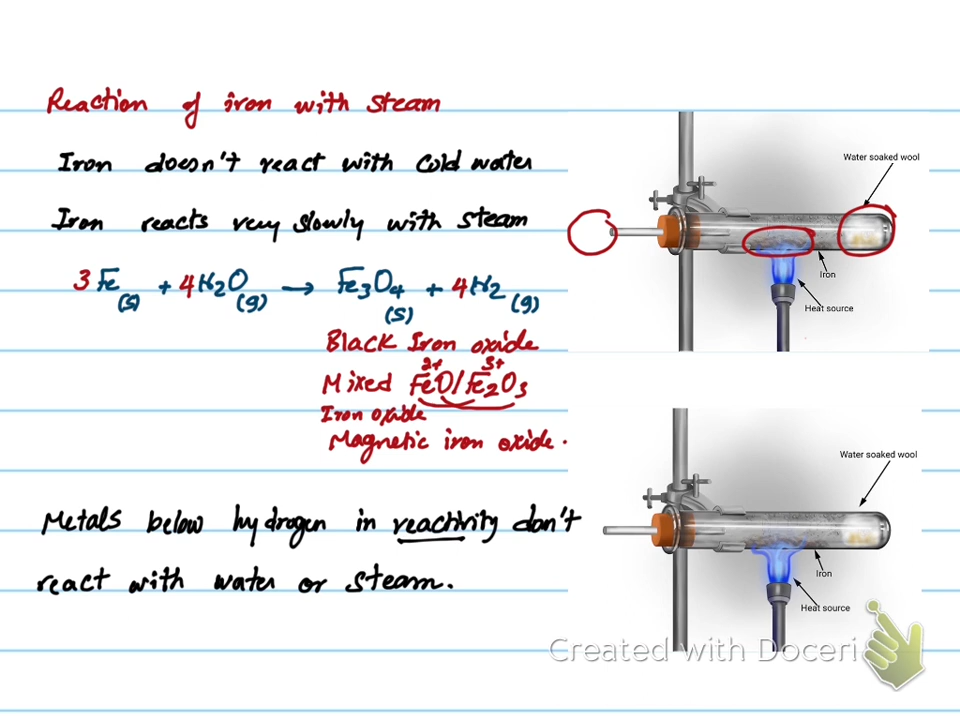 Reaction of iron with steam
Iron doesn't react with cold water
Iron reacts very slowly with steam
3Fe(s) + 4H2O(g) → Fe3O4(s) + 4H2(g)
Black Iron oxide
2+ 3+
Mixed FeO/Fe2O3
Iron oxide
Magnetic iron oxide.
Metals below hydrogen in reactivity don't
react with water or steam.
Water soaked wool
Iron
Heat source
Water soaked wool
Iron
Heat source
Created with Doceri